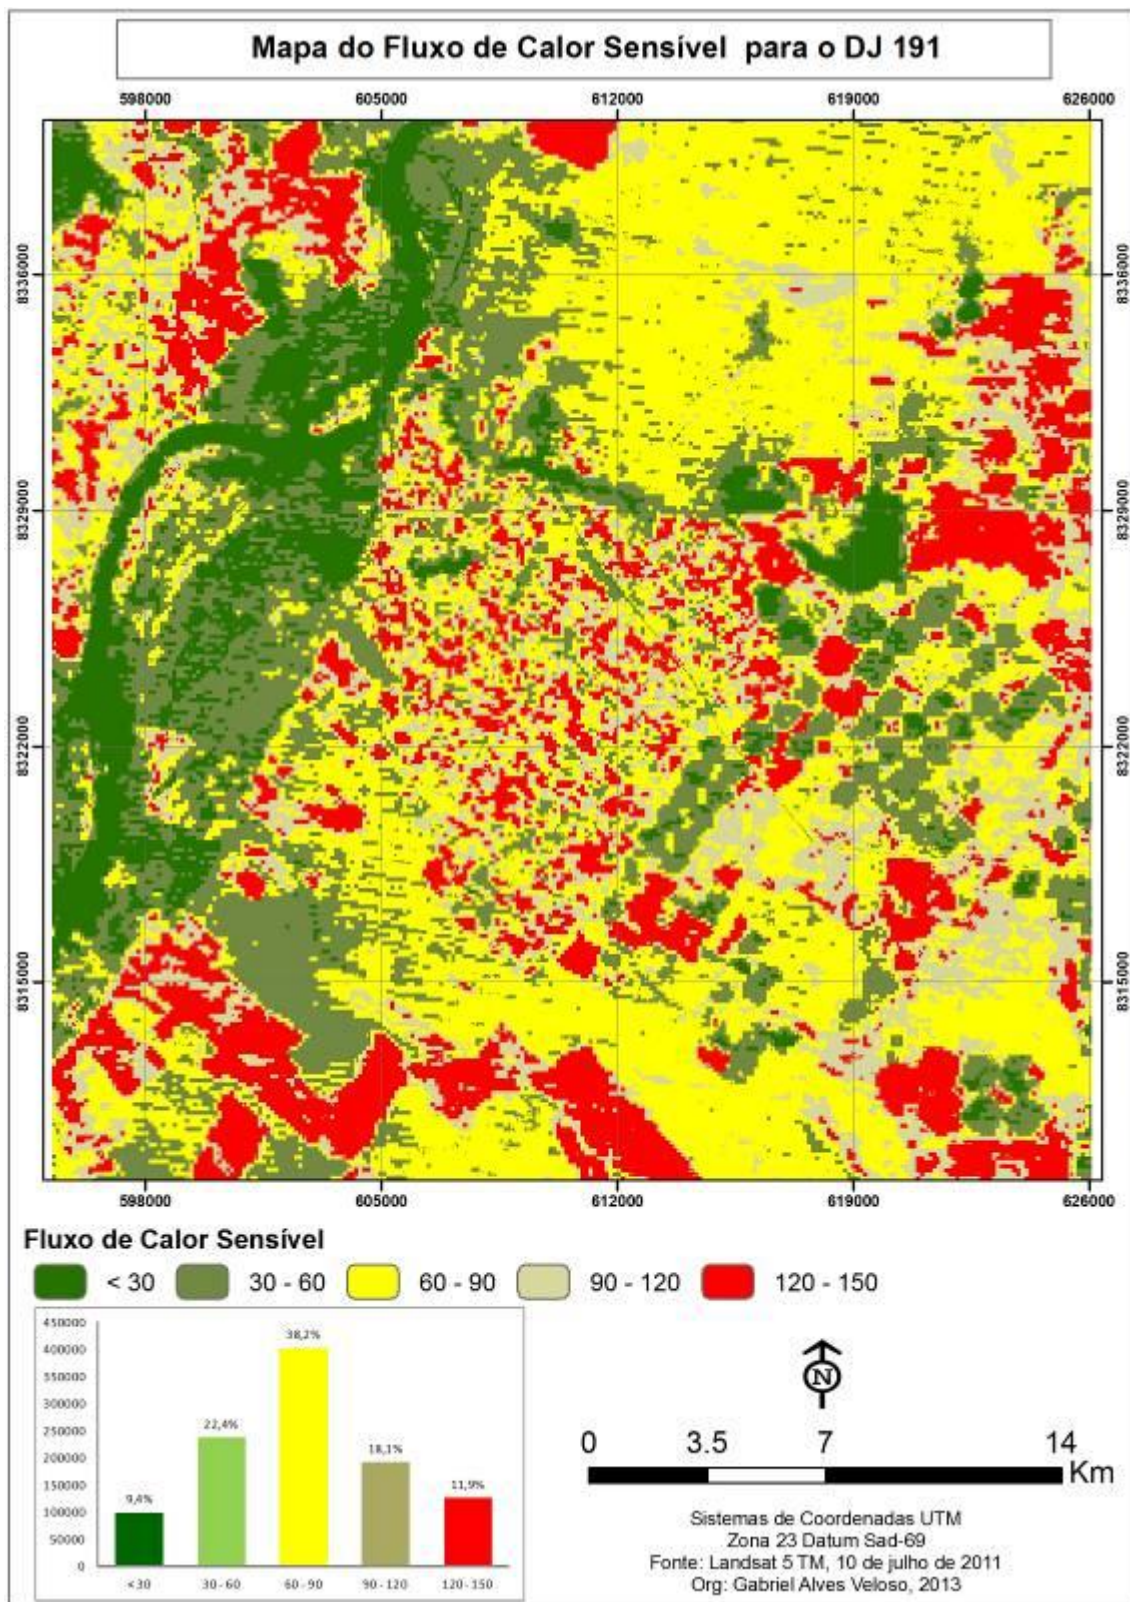 Mapa do Fluxo de Calor Sensível para o DJ 191
598000 605000 612000 619000 626000
8336000 8336000
8329000 8329000
8322000 8322000
8315000 8315000
598000 605000 612000 619000 626000
Fluxo de Calor Sensível
< 30 30 - 60 60 - 90 90 - 120 120 - 150
450000
400000
350000
300000
250000
200000
150000
100000
50000
0
9,4%
22,4%
38,2%
18,1%
11,9%
<30 30 - 60 60 - 90 90 - 120 120 - 150
N
0 3.5 7 14
Km
Sistemas de Coordenadas UTM
Zona 23 Datum Sad-69
Fonte: Landsat 5 TM, 10 de julho de 2011
Org: Gabriel Alves Veloso, 2013